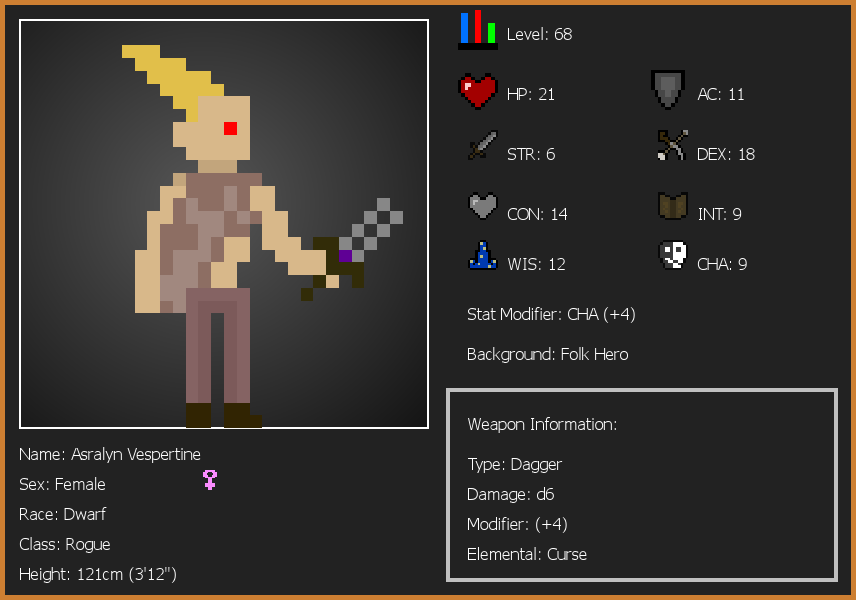 Level: 68
HP: 21
AC: 11
STR: 6
DEX: 18
CON: 14
INT: 9
WIS: 12
CHA: 9
Stat Modifier: CHA (+4)
Background: Folk Hero
Weapon Information:
Type: Dagger
Damage: d6
Modifier: (+4)
Elemental: Curse
Name: Asralyn Vespertine
Sex: Female
Race: Dwarf
Class: Rogue
Height: 121cm (3'12")